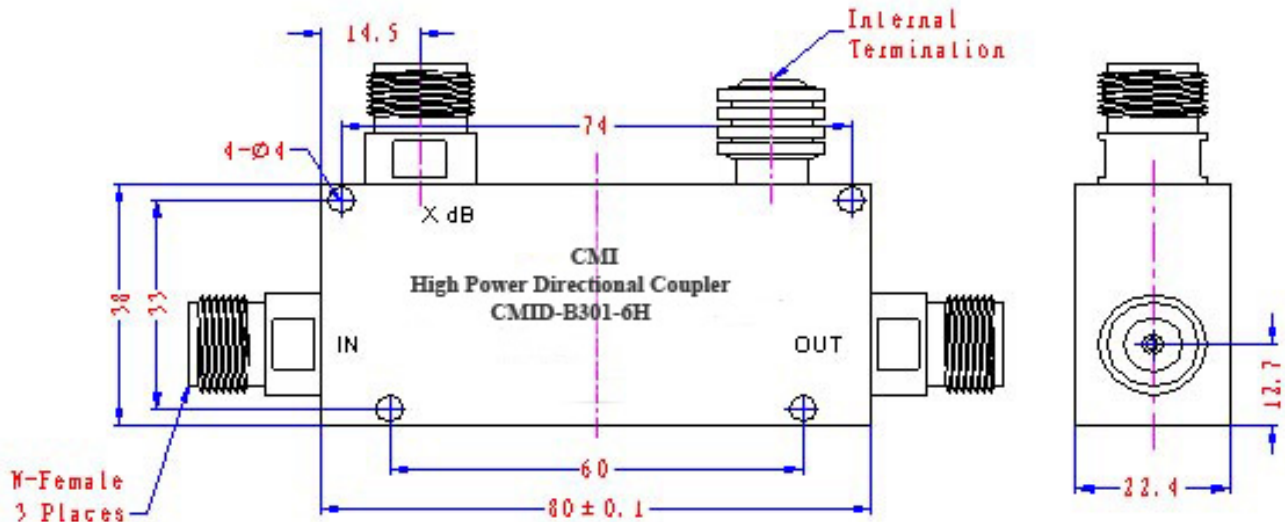 14.5
Internal
Termination
74
4-Ø4
X dB
CMI
High Power Directional Coupler
CMID-B301-6H
38
33
IN
OUT
12.7
60
N-Female
3 Places
80±0.1
22.4